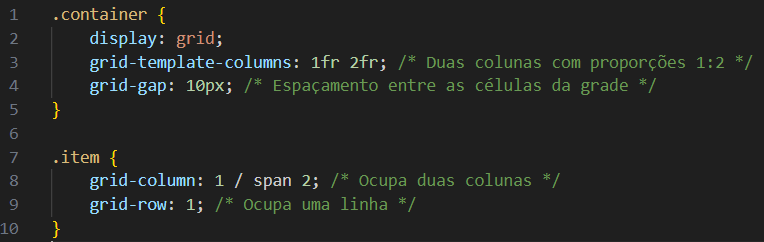 1 .container {
2 display: grid;
3 grid-template-columns: 1fr 2fr; /* Duas colunas com proporções 1:2 */
4 grid-gap: 10px; /* Espaçamento entre as células da grade */
5 }
6
7 .item {
8 grid-column: 1 / span 2; /* Ocupa duas colunas */
9 grid-row: 1; /* Ocupa uma linha */
10 }